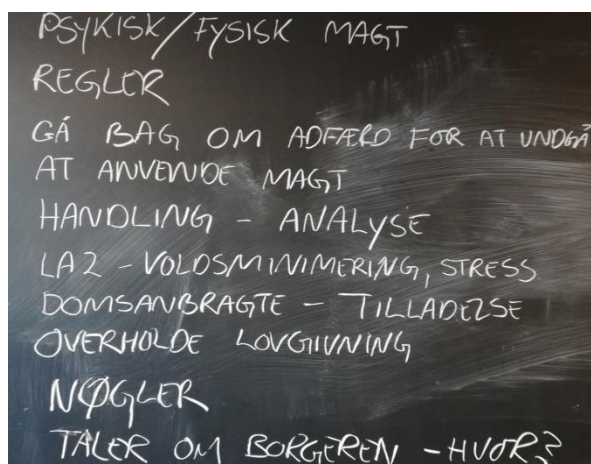 PSYKISK/FYSISK MAGT
REGLER
GÅ BAG OM ADFÆRD FOR AT UNDGÅ
AT ANVENDE MAGT
HANDLING - ANALYSE
LA2 - VOLDSMINIMERING, STRESS
DOMSANBRAGTE - TILLADELSE
OVERHOLDE LOVGIVNING
NØGLER
TALER OM BORGEREN - HVOR?